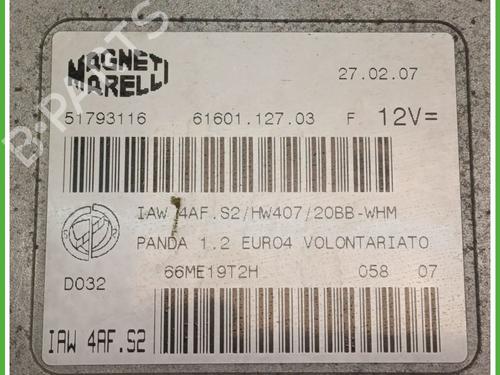 MAGNETI MARELLI
27.02.07
51793116 61601.127.03 F 12V=
IAW 4AF.S2/HW407/20BB-WHM
PANDA 1.2 EURO4 VOLONTARIATO
D032 66ME19T2H 058 07
IAW 4AF.S2
B-PARTS